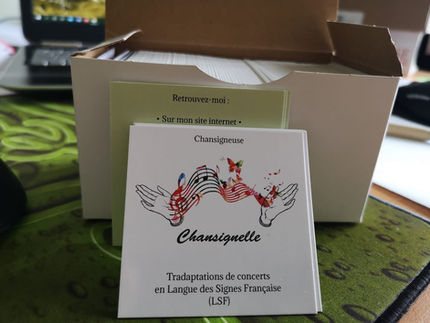 Retrouvez-moi :
• Sur mon site internet •
Chansigneuse
Chansignelle
Tradaptations de concerts
en Langue des Signes Française
(LSF)